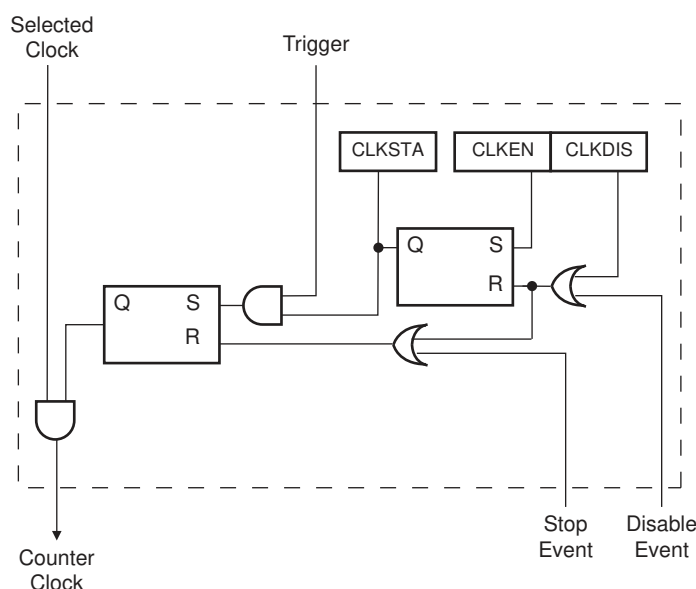 Selected
Clock
Trigger
CLKSTA
CLKEN
CLKDIS
Q
S
R
Q
S
R
Stop
Event
Disable
Event
Counter
Clock